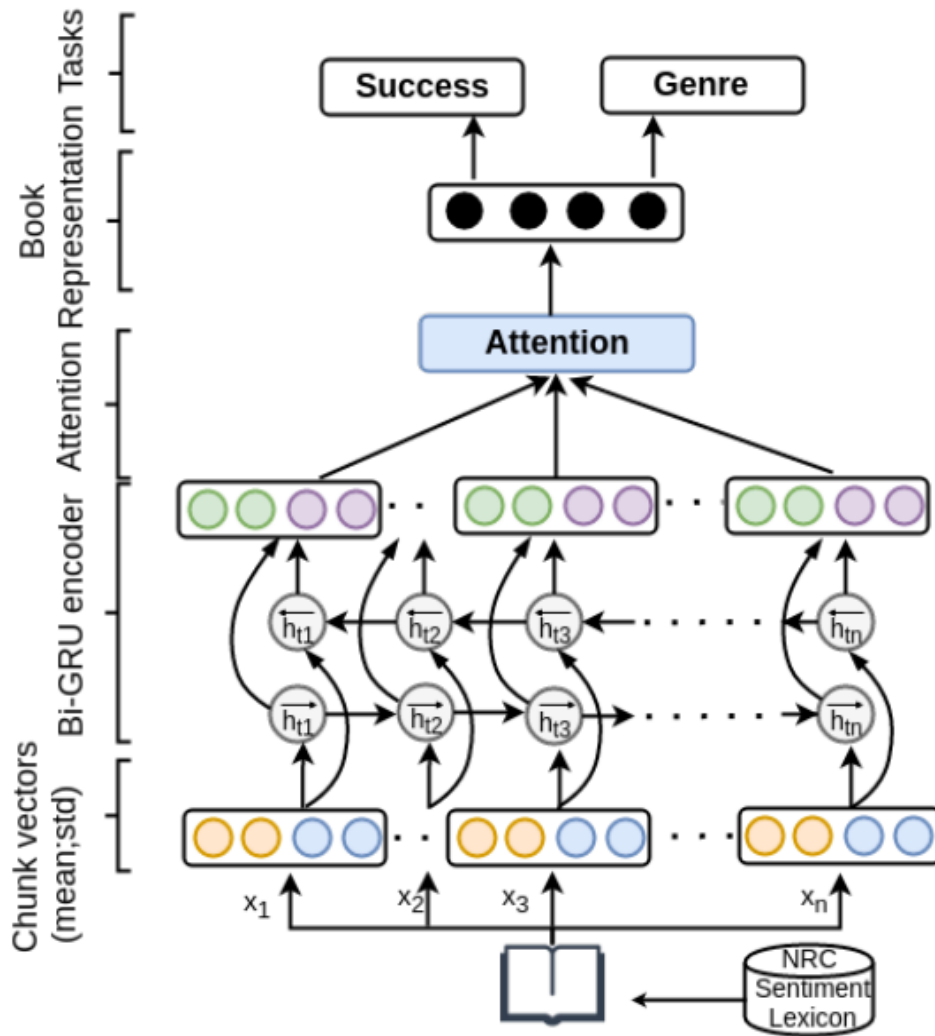 Tasks
Success
Genre
Book
Representation
Attention
Attention
Bi-GRU encoder
h_t1
h_t2
h_t3
h_tn
h_t1
h_t2
h_t3
h_tn
Chunk vectors
(mean;std)
x_1
x_2
x_3
x_n
NRC
Sentiment
Lexicon